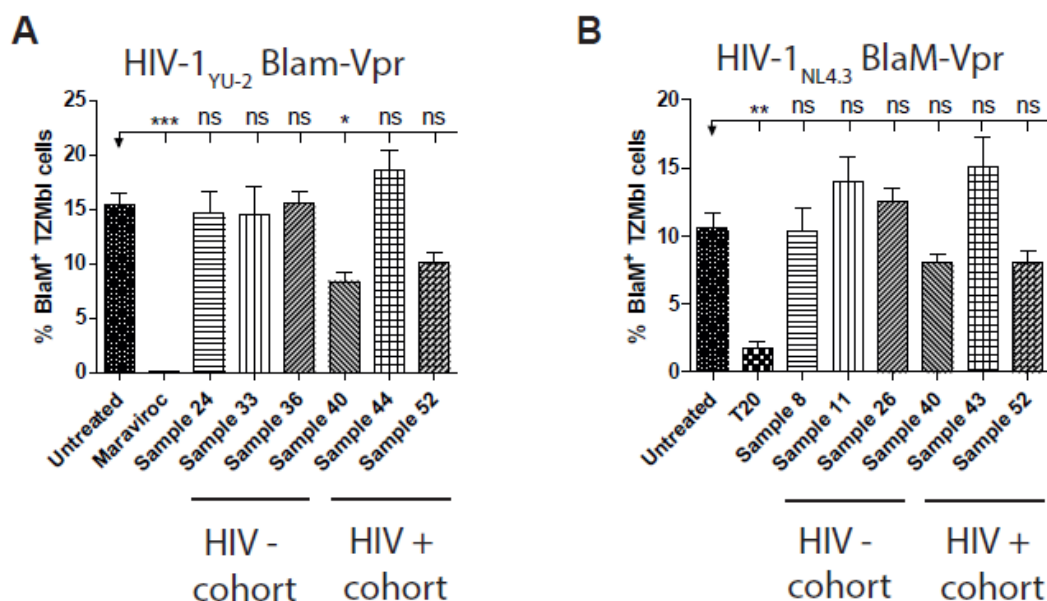 A
HIV-1YU-2 Blam-Vpr
% BlaM+ TZMbl cells
25
20
15
10
5
0
*** ns ns ns * ns ns
Untreated
Maraviroc
Sample 24
Sample 33
Sample 36
Sample 40
Sample 44
Sample 52
HIV -
cohort
HIV +
cohort
B
HIV-1NL4.3 BlaM-Vpr
% BlaM+ TZMbl cells
20
15
10
5
0
** ns ns ns ns ns ns
Untreated
T20
Sample 8
Sample 11
Sample 26
Sample 40
Sample 43
Sample 52
HIV -
cohort
HIV +
cohort